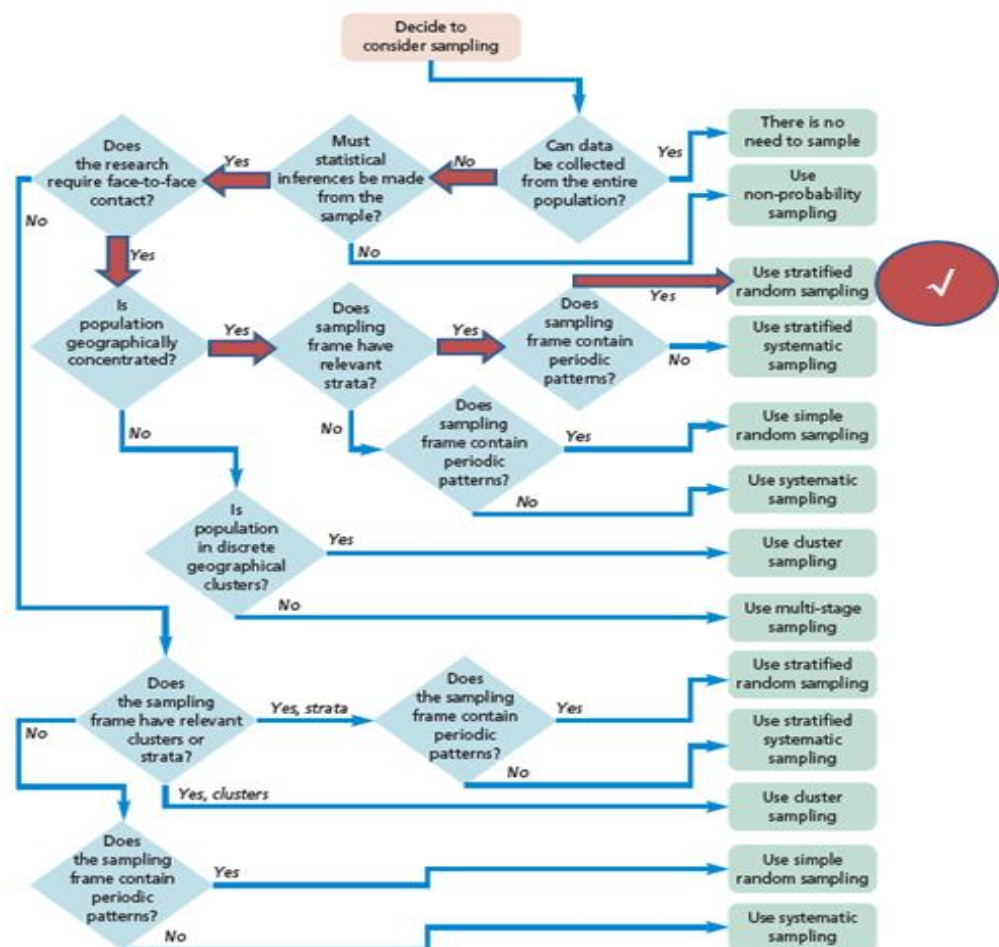 Decide to
consider sampling
Does
the research
require face-to-face
contact?
Yes
Must
statistical
inferences be made
from the
sample?
No
Can data
be collected
from the entire
population?
Yes
There is no
need to sample
Use
non-probability
sampling
No
No
Yes
Is
population
geographically
concentrated?
Yes
Does
sampling
frame have
relevant
strata?
Yes
Does
sampling
frame contain
periodic patterns?
Yes
Use stratified
random sampling
√
No
Use stratified
systematic
sampling
No
No
Does
sampling
frame contain
periodic
patterns?
Yes
Use simple
random sampling
No
Use systematic
sampling
Is
population
in discrete
geographical
clusters?
Yes
Use cluster
sampling
No
Use multi-stage
sampling
Does
the sampling
frame have relevant
clusters or
strata?
Yes, strata
Does
the sampling
frame contain
periodic
patterns?
Yes
Use stratified
random sampling
No
No
Use stratified
systematic
sampling
Yes, clusters
Use cluster
sampling
Does
the sampling
frame contain
periodic
patterns?
Yes
Use simple
random sampling
No
Use systematic
sampling